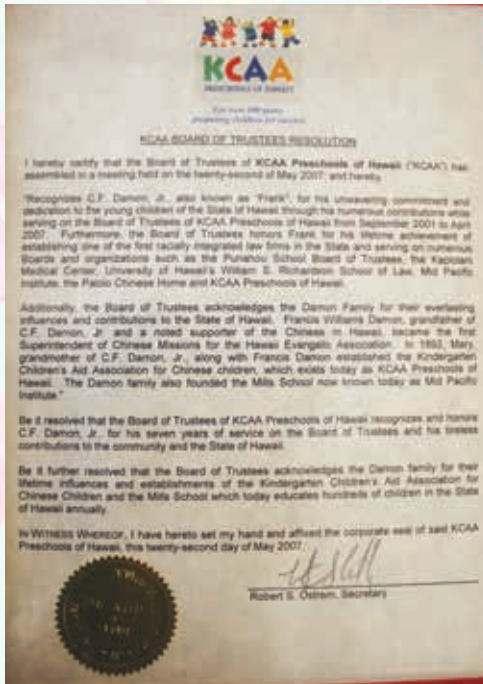 KCAA
PRESCHOOLS OF HAWAII
For over 100 years
preparing children for success
KCAA BOARD OF TRUSTEES RESOLUTION
I hereby certify that the Board of Trustees of KCAA Preschools of Hawaii ("KCAA") has
assembled in a meeting held on the twenty-second of May 2007; and hereby
"Recognizes C.F. Damon, Jr., also known as "Frank", for his unwavering commitment and
dedication to the young children of the State of Hawaii through his numerous contributions while
serving on the Board of Trustees of KCAA Preschools of Hawaii from September 2001 to April
2007. Furthermore, the Board of Trustees honors Frank for his lifetime achievement of
establishing one of the first racially integrated law firms in the State and serving on numerous
Boards and organizations such as the Punahou School Board of Trustees, the Kapiolani
Medical Center, University of Hawaii's William S. Richardson School of Law, Mid Pacific
Institute, the Palolo Chinese Home and KCAA Preschools of Hawaii.
Additionally, the Board of Trustees acknowledges the Damon Family for their everlasting
influences and contributions to the State of Hawaii. Francis Williams Damon, grandfather of
C.F. Damon, Jr. and a noted supporter of the Chinese in Hawaii, became the first
Superintendent of Chinese Missions for the Hawaii Evangelic Association. In 1892, Mary,
grandmother of C.F. Damon, Jr., along with Francis Damon established the Kindergarten
Children's Aid Association for Chinese children, which exists today as KCAA Preschools of
Hawaii. The Damon family also founded the Mills School now known today as Mid Pacific
Institute."
Be it resolved that the Board of Trustees of KCAA Preschools of Hawaii recognizes and honors
C.F. Damon, Jr. for his seven years of service on the Board of Trustees and his tireless
contributions to the community and the State of Hawaii.
Be it further resolved that the Board of Trustees acknowledges the Damon family for their
lifetime influences and establishments of the Kindergarten Children's Aid Association for
Chinese Children and the Mills School which today educates hundreds of children in the State
of Hawaii annually.
IN WITNESS WHEREOF, I have hereto set my hand and affixed the corporate seal of said KCAA
Preschools of Hawaii, this twenty-second day of May 2007.
Robert S. Ostrem, Secretary